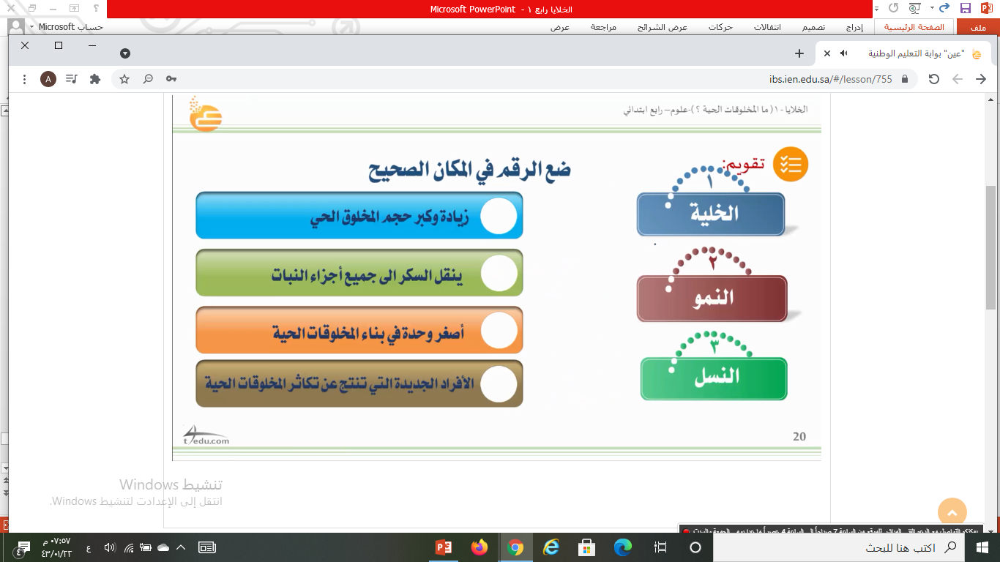 الخلايا رابع ١ - Microsoft PowerPoint
ملف الصفحة الرئيسية إدراج تصميم انتقالات حركات عرض الشرائح مراجعة عرض
حساب Microsoft
"عين" بوابة التعليم الوطنية
ibs.ien.edu.sa/#/lesson/755
A
الخلايا - ١( ما المخلوقات الحية ؟ )-علوم– رابع ابتدائي
تقويم:
ضع الرقم في المكان الصحيح
١
الخلية
زيادة وكبر حجم المخلوق الحي
٢
النمو
ينقل السكر الى جميع أجزاء النبات
أصغر وحدة في بناء المخلوقات الحية
٣
النسل
الأفراد الجديدة التي تنتج عن تكاثر المخلوقات الحية
20
t4edu.com
تنشيط Windows
انتقل إلى الإعدادت لتنشيط Windows.
اكتب هنا للبحث
ع
٠٧:٥٧ م
٤٣/٠١/٢٢
٤